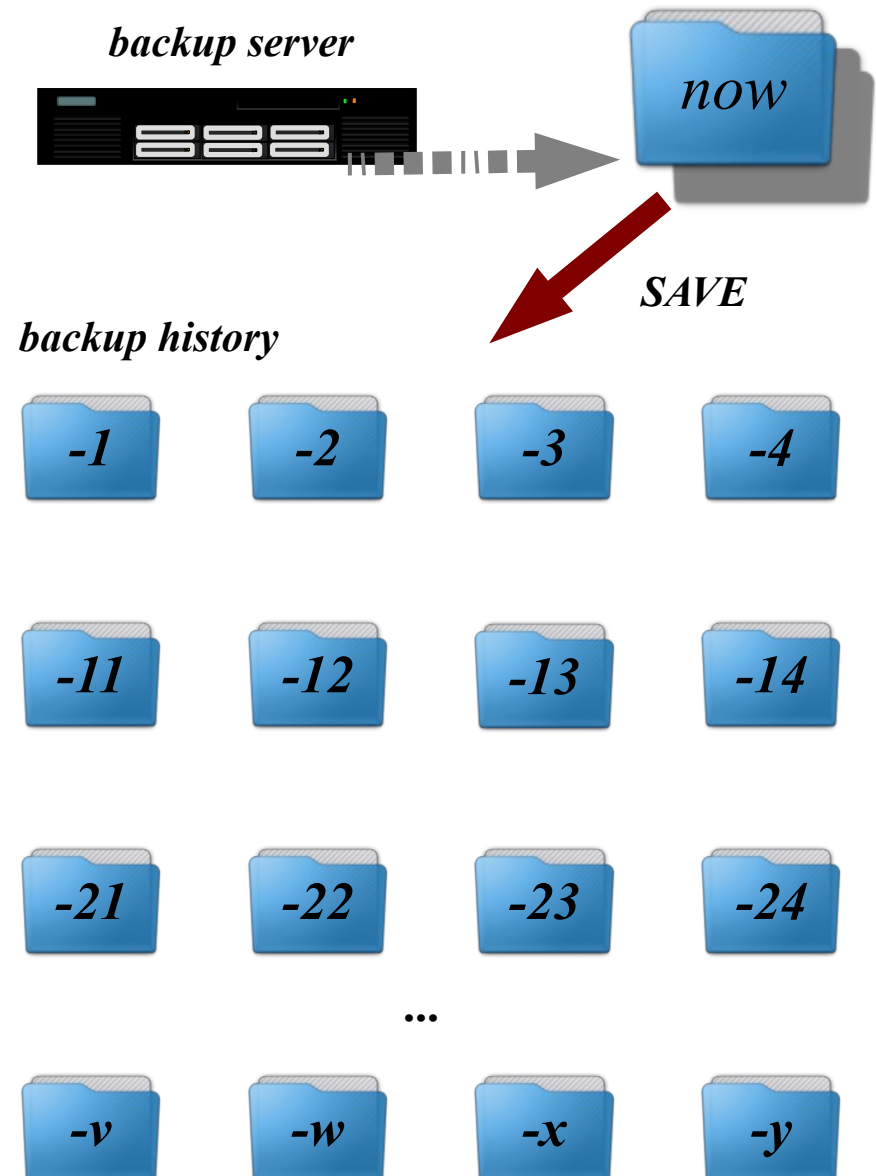 backup server
now
SAVE
backup history
-1 -2 -3 -4
-11 -12 -13 -14
-21 -22 -23 -24
...
-v -w -x -y